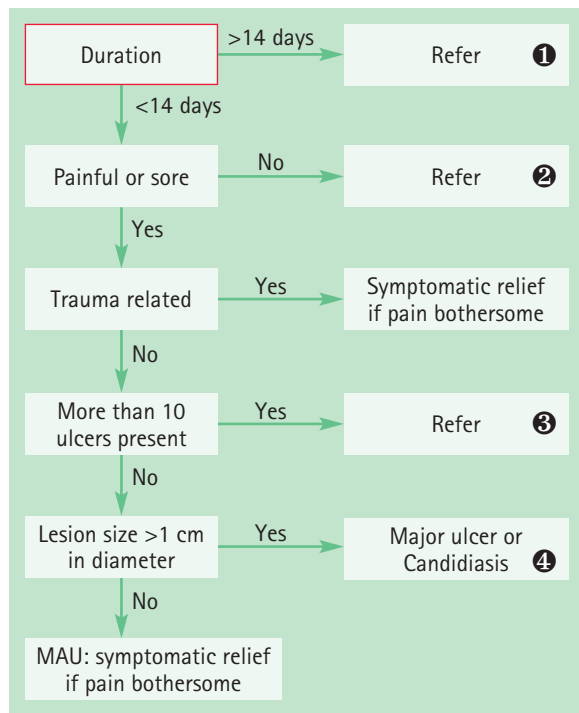 Duration
>14 days
Refer
❶
<14 days
Painful or sore
No
Refer
❷
Yes
Trauma related
Yes
Symptomatic relief
if pain bothersome
No
More than 10
ulcers present
Yes
Refer
❸
No
Lesion size >1 cm
in diameter
Yes
Major ulcer or
Candidiasis
❹
No
MAU: symptomatic relief
if pain bothersome